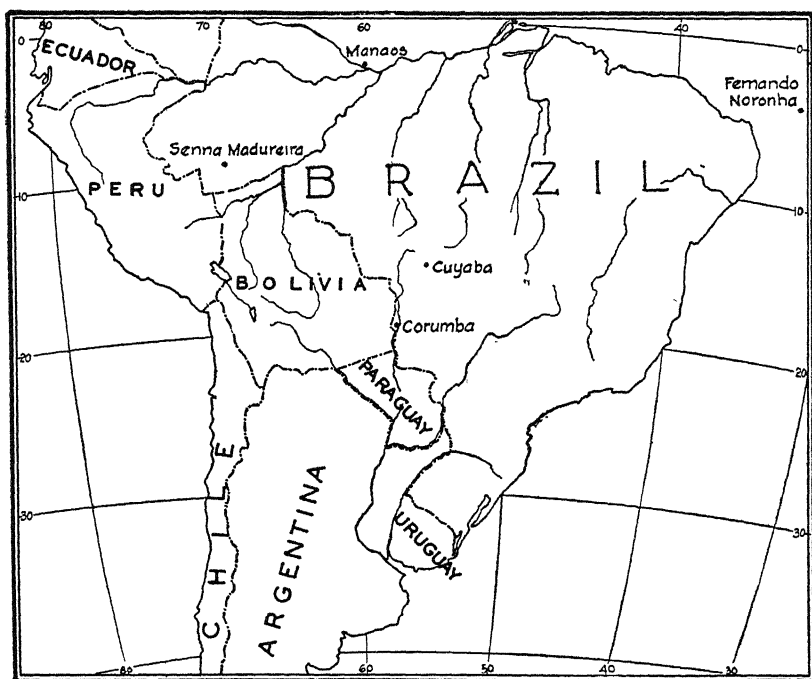 80
70
60
40
0
ECUADOR
Manaos
0
Fernando
Noronha
Senna Madureira
PERU
BRAZIL
10
10
Cuyaba
BOLIVIA
Corumba
20
PARAGUAY
20
CHILE
ARGENTINA
30
URUGUAY
30
80
60
50
40
30